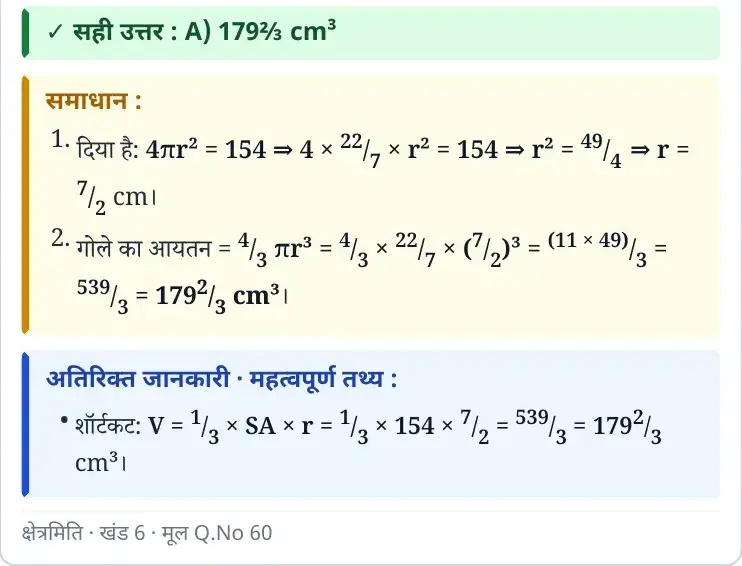 ✓ सही उत्तर : A) 179⅔ cm³
समाधान :
1. दिया है: 4πr² = 154 ⇒ 4 × ²²/₇ × r² = 154 ⇒ r² = ⁴⁹/₄ ⇒ r =
⁷/₂ cm।
2. गोले का आयतन = ⁴/₃ πr³ = ⁴/₃ × ²²/₇ × (⁷/₂)³ = ⁽¹¹ ˣ ⁴⁹⁾/₃ =
⁵³⁹/₃ = 179²/₃ cm³।
अतिरिक्त जानकारी · महत्वपूर्ण तथ्य :
• शॉर्टकट: V = ¹/₃ × SA × r = ¹/₃ × 154 × ⁷/₂ = ⁵³⁹/₃ = 179²/₃
cm³।
क्षेत्रमिति · खंड 6 · मूल Q.No 60